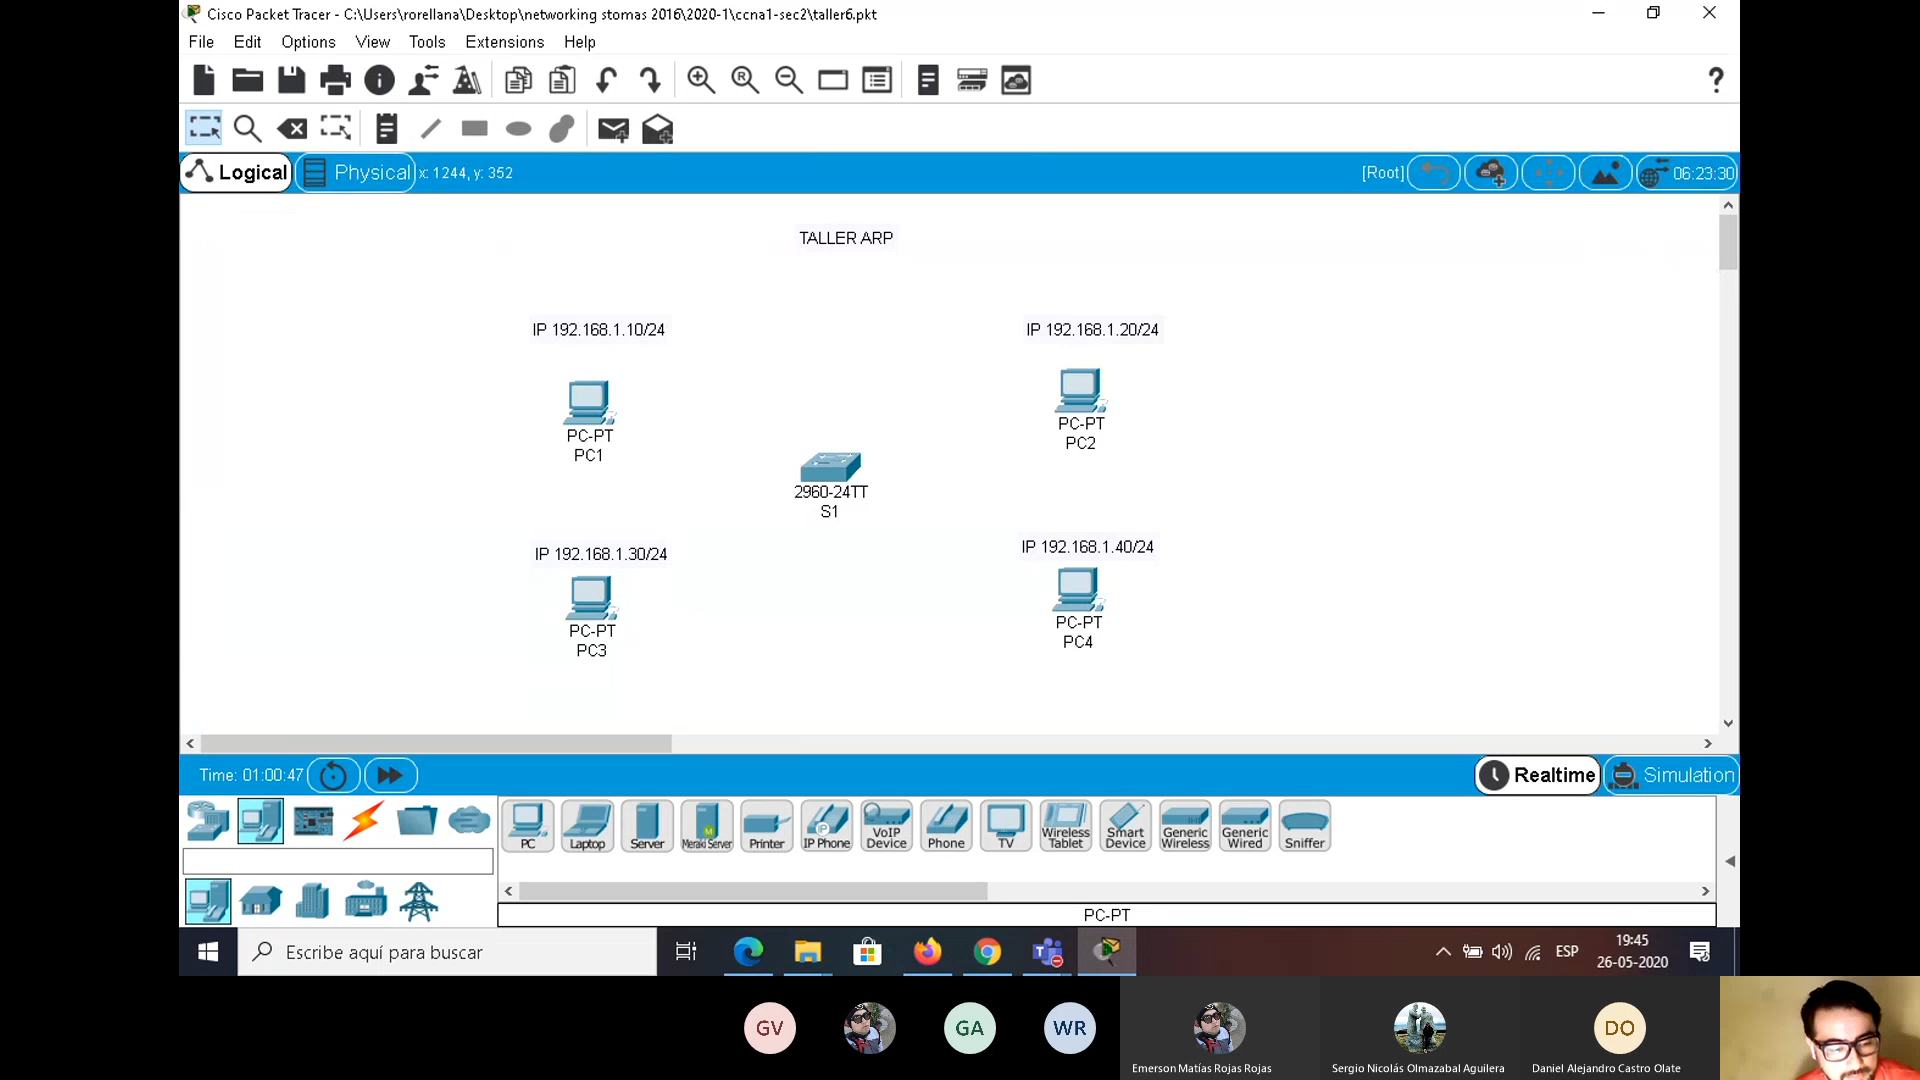 Cisco Packet Tracer - C:\Users\rorellana\Desktop\networking stomas 2016\2020-1\ccna1-sec2\taller6.pkt
File Edit Options View Tools Extensions Help
Logical Physical x: 1244, y: 352 [Root] 06:23:30
TALLER ARP
IP 192.168.1.10/24 IP 192.168.1.20/24
PC-PT
PC1
PC-PT
PC2
2960-24TT
S1
IP 192.168.1.30/24 IP 192.168.1.40/24
PC-PT
PC3
PC-PT
PC4
Time: 01:00:47 Realtime Simulation
PC Laptop Server Meraki Server Printer IP Phone VoIP Device Phone TV Wireless Tablet Smart Device Generic Wireless Generic Wired Sniffer
PC-PT
Escribe aquí para buscar
ESP
19:45
26-05-2020
GV GA WR DO
Emerson Matías Rojas Rojas Sergio Nicolás Olmazabal Aguilera Daniel Alejandro Castro Olate